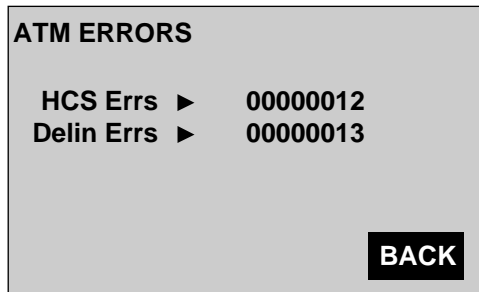 ATM ERRORS
HCS Errs ► 00000012
Delin Errs ► 00000013
BACK